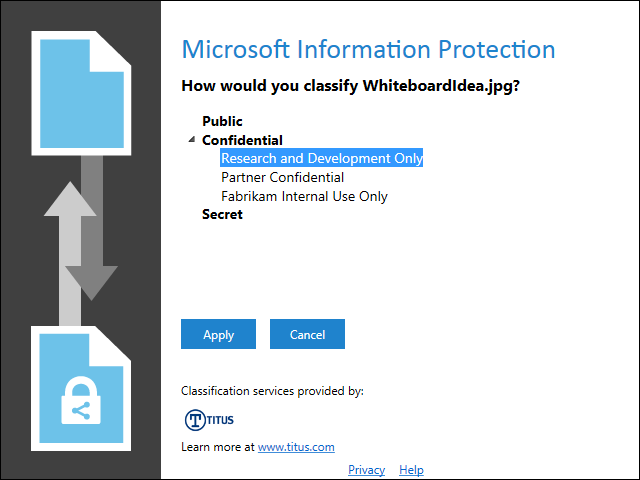 Microsoft Information Protection
How would you classify WhiteboardIdea.jpg?
Public
Confidential
Research and Development Only
Partner Confidential
Fabrikam Internal Use Only
Secret
Apply Cancel
Classification services provided by:
T TITUS
Learn more at www.titus.com
Privacy Help